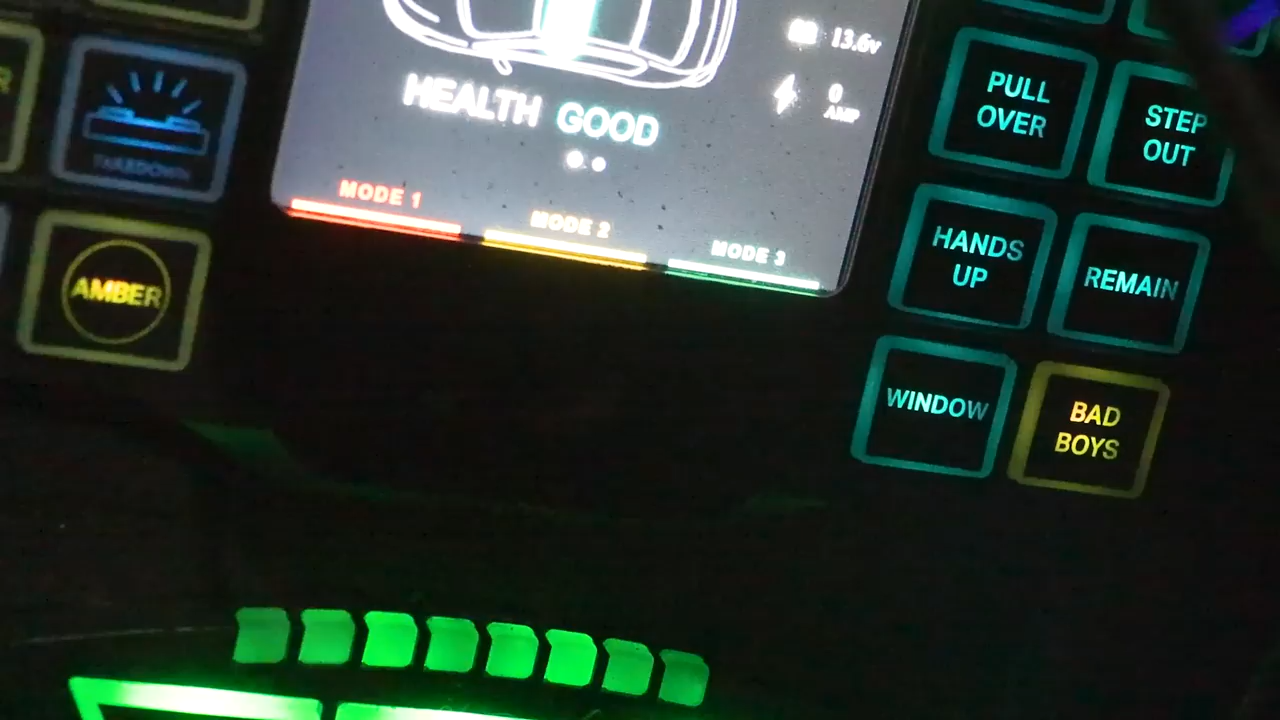 13.6v
0
AMP
HEALTH GOOD
MODE 1
MODE 2
MODE 3
TAKEDOWN
AMBER
PULL
OVER
STEP
OUT
HANDS
UP
REMAIN
WINDOW
BAD
BOYS